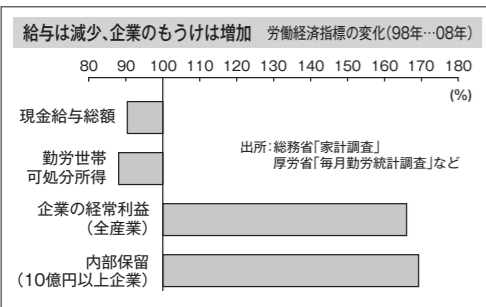 給与は減少、企業のもうけは増加 労働経済指標の変化(98年…08年)
80 90 100 110 120 130 140 150 160 170 180
(%)
現金給与総額
勤労世帯
可処分所得
企業の経常利益
(全産業)
内部保留
(10億円以上企業)
出所:総務省「家計調査」
厚労省「毎月勤労統計調査」など